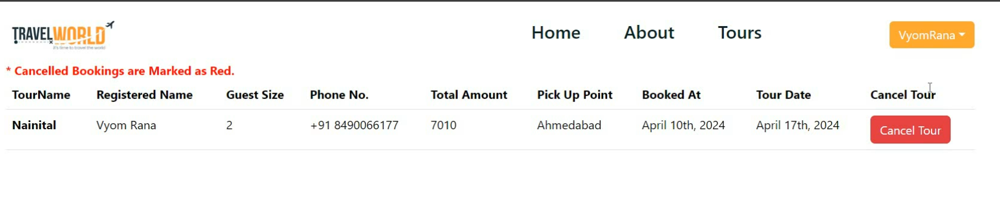 TRAVELWORLD Home About Tours VyomRana
it's time to travel the world
* Cancelled Bookings are Marked as Red.
TourName Registered Name Guest Size Phone No. Total Amount Pick Up Point Booked At Tour Date Cancel Tour
Nainital Vyom Rana 2 +91 8490066177 7010 Ahmedabad April 10th, 2024 April 17th, 2024 Cancel Tour